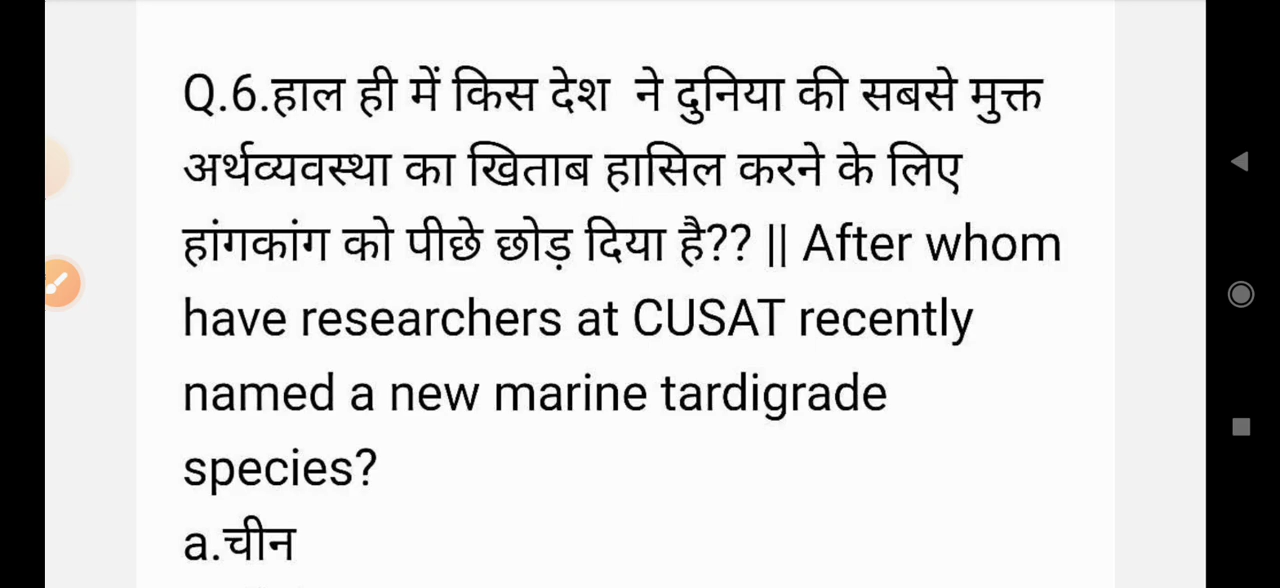 Q.6.हाल ही में किस देश ने दुनिया की सबसे मुक्त
अर्थव्यवस्था का खिताब हासिल करने के लिए
हांगकांग को पीछे छोड़ दिया है?? || After whom
have researchers at CUSAT recently
named a new marine tardigrade
species?
a.चीन